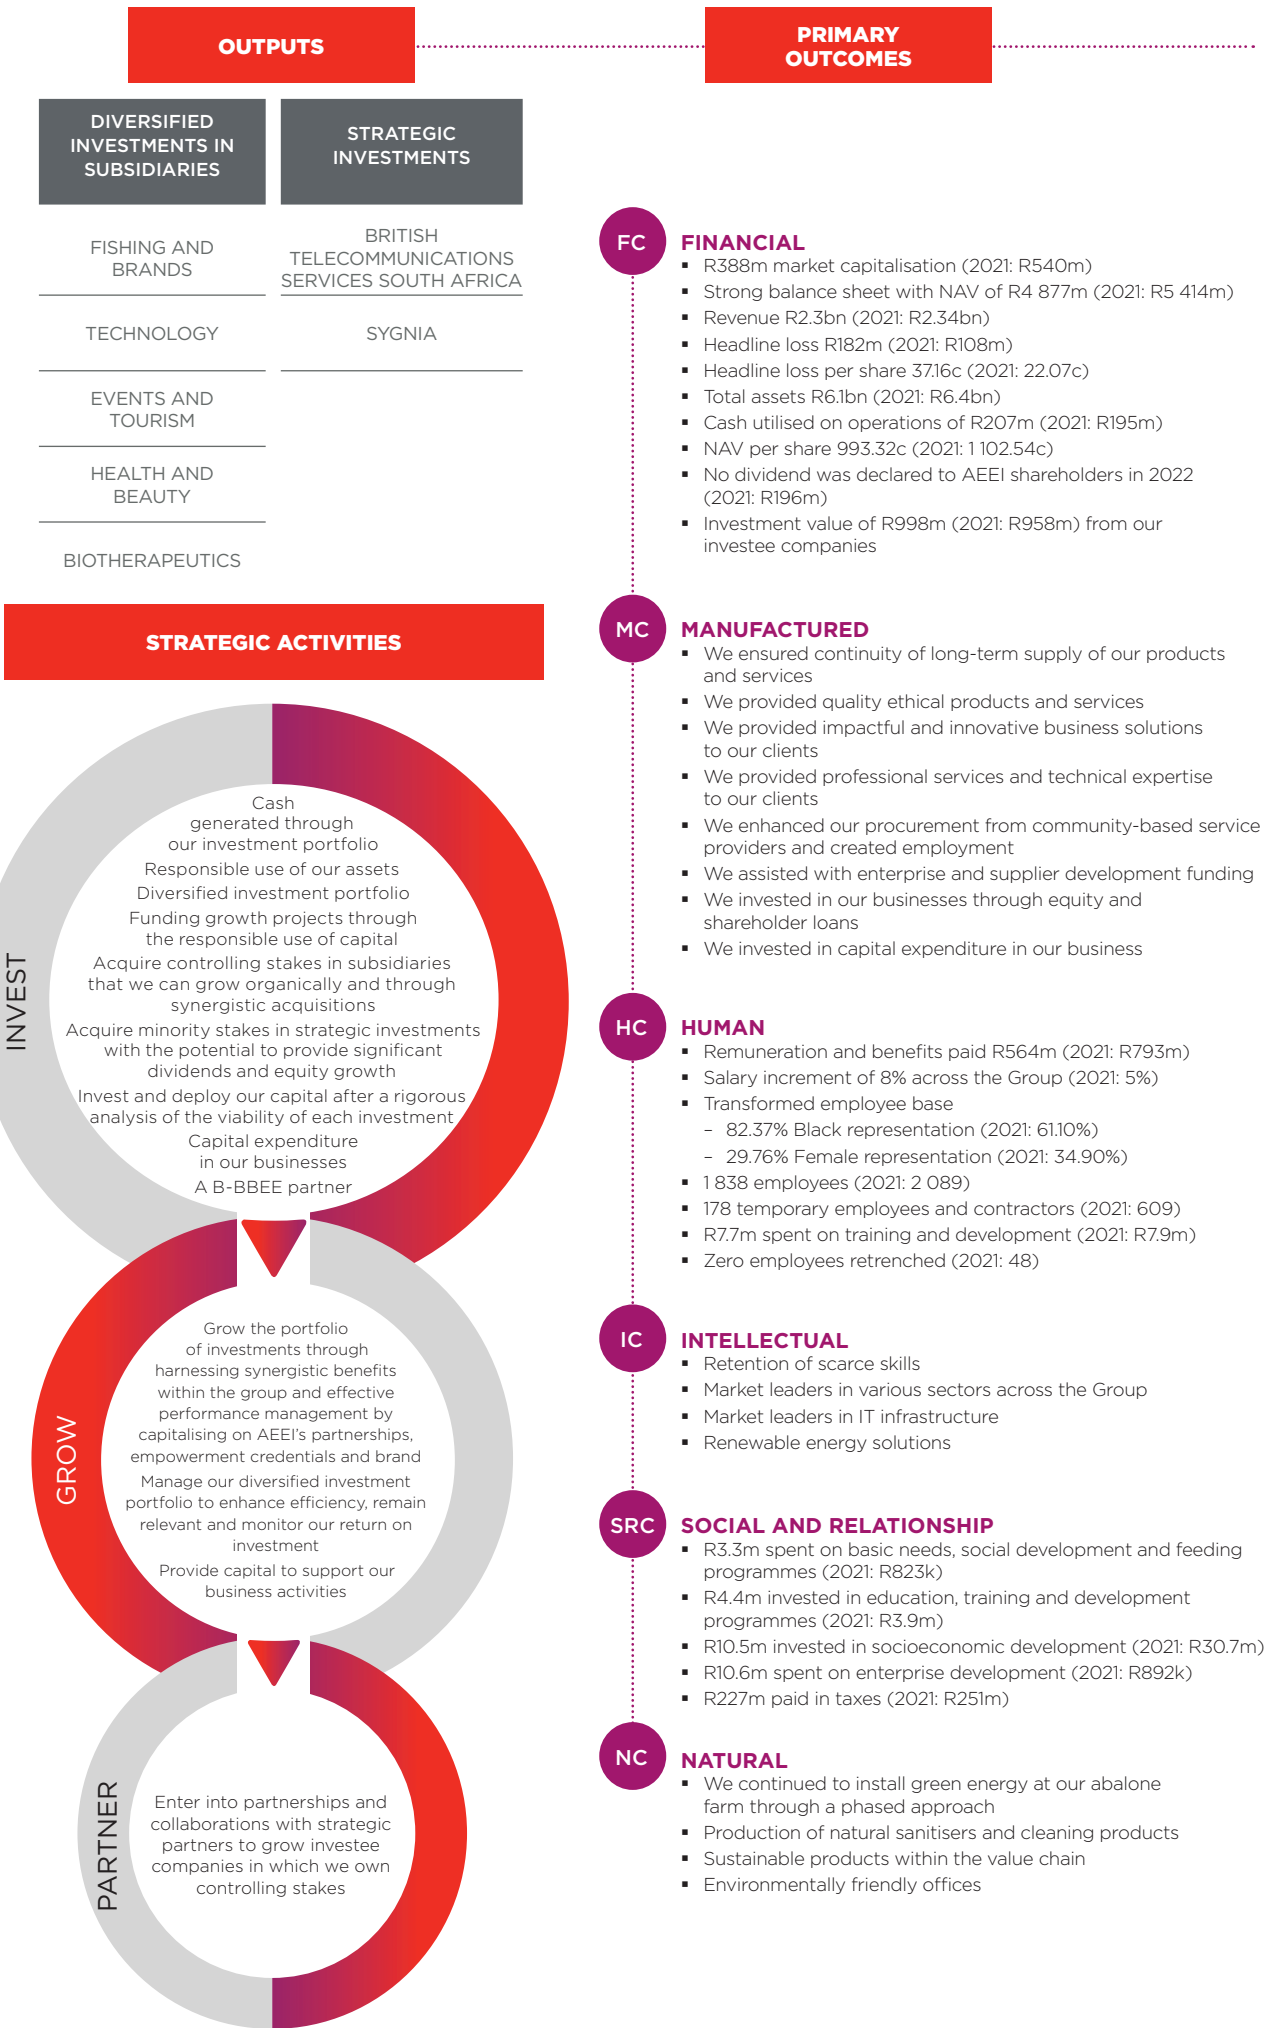 OUTPUTS
PRIMARY
OUTCOMES
DIVERSIFIED
INVESTMENTS IN
SUBSIDIARIES
FISHING AND
BRANDS
TECHNOLOGY
EVENTS AND
TOURISM
HEALTH AND
BEAUTY
BIOTHERAPEUTICS
STRATEGIC
INVESTMENTS
BRITISH
TELECOMMUNICATIONS
SERVICES SOUTH AFRICA
SYGNIA
STRATEGIC ACTIVITIES
INVEST
Cash
generated through
our investment portfolio
Responsible use of our assets
Diversified investment portfolio
Funding growth projects through
the responsible use of capital
Acquire controlling stakes in subsidiaries
that we can grow organically and through
synergistic acquisitions
Acquire minority stakes in strategic investments
with the potential to provide significant
dividends and equity growth
Invest and deploy our capital after a rigorous
analysis of the viability of each investment
Capital expenditure
in our businesses
A B-BBEE partner
GROW
Grow the portfolio
of investments through
harnessing synergistic benefits
within the group and effective
performance management by
capitalising on AEEI's partnerships,
empowerment credentials and brand
Manage our diversified investment
portfolio to enhance efficiency, remain
relevant and monitor our return on
investment
Provide capital to support our
business activities
PARTNER
Enter into partnerships and
collaborations with strategic
partners to grow investee
companies in which we own
controlling stakes
FC
FINANCIAL
▪ R388m market capitalisation (2021: R540m)
▪ Strong balance sheet with NAV of R4 877m (2021: R5 414m)
▪ Revenue R2.3bn (2021: R2.34bn)
▪ Headline loss R182m (2021: R108m)
▪ Headline loss per share 37.16c (2021: 22.07c)
▪ Total assets R6.1bn (2021: R6.4bn)
▪ Cash utilised on operations of R207m (2021: R195m)
▪ NAV per share 993.32c (2021: 1 102.54c)
▪ No dividend was declared to AEEI shareholders in 2022
(2021: R196m)
▪ Investment value of R998m (2021: R958m) from our
investee companies
MC
MANUFACTURED
▪ We ensured continuity of long-term supply of our products
and services
▪ We provided quality ethical products and services
▪ We provided impactful and innovative business solutions
to our clients
▪ We provided professional services and technical expertise
to our clients
▪ We enhanced our procurement from community-based service
providers and created employment
▪ We assisted with enterprise and supplier development funding
▪ We invested in our businesses through equity and
shareholder loans
▪ We invested in capital expenditure in our business
HC
HUMAN
▪ Remuneration and benefits paid R564m (2021: R793m)
▪ Salary increment of 8% across the Group (2021: 5%)
▪ Transformed employee base
– 82.37% Black representation (2021: 61.10%)
– 29.76% Female representation (2021: 34.90%)
▪ 1 838 employees (2021: 2 089)
▪ 178 temporary employees and contractors (2021: 609)
▪ R7.7m spent on training and development (2021: R7.9m)
▪ Zero employees retrenched (2021: 48)
IC
INTELLECTUAL
▪ Retention of scarce skills
▪ Market leaders in various sectors across the Group
▪ Market leaders in IT infrastructure
▪ Renewable energy solutions
SRC
SOCIAL AND RELATIONSHIP
▪ R3.3m spent on basic needs, social development and feeding
programmes (2021: R823k)
▪ R4.4m invested in education, training and development
programmes (2021: R3.9m)
▪ R10.5m invested in socioeconomic development (2021: R30.7m)
▪ R10.6m spent on enterprise development (2021: R892k)
▪ R227m paid in taxes (2021: R251m)
NC
NATURAL
▪ We continued to install green energy at our abalone
farm through a phased approach
▪ Production of natural sanitisers and cleaning products
▪ Sustainable products within the value chain
▪ Environmentally friendly offices